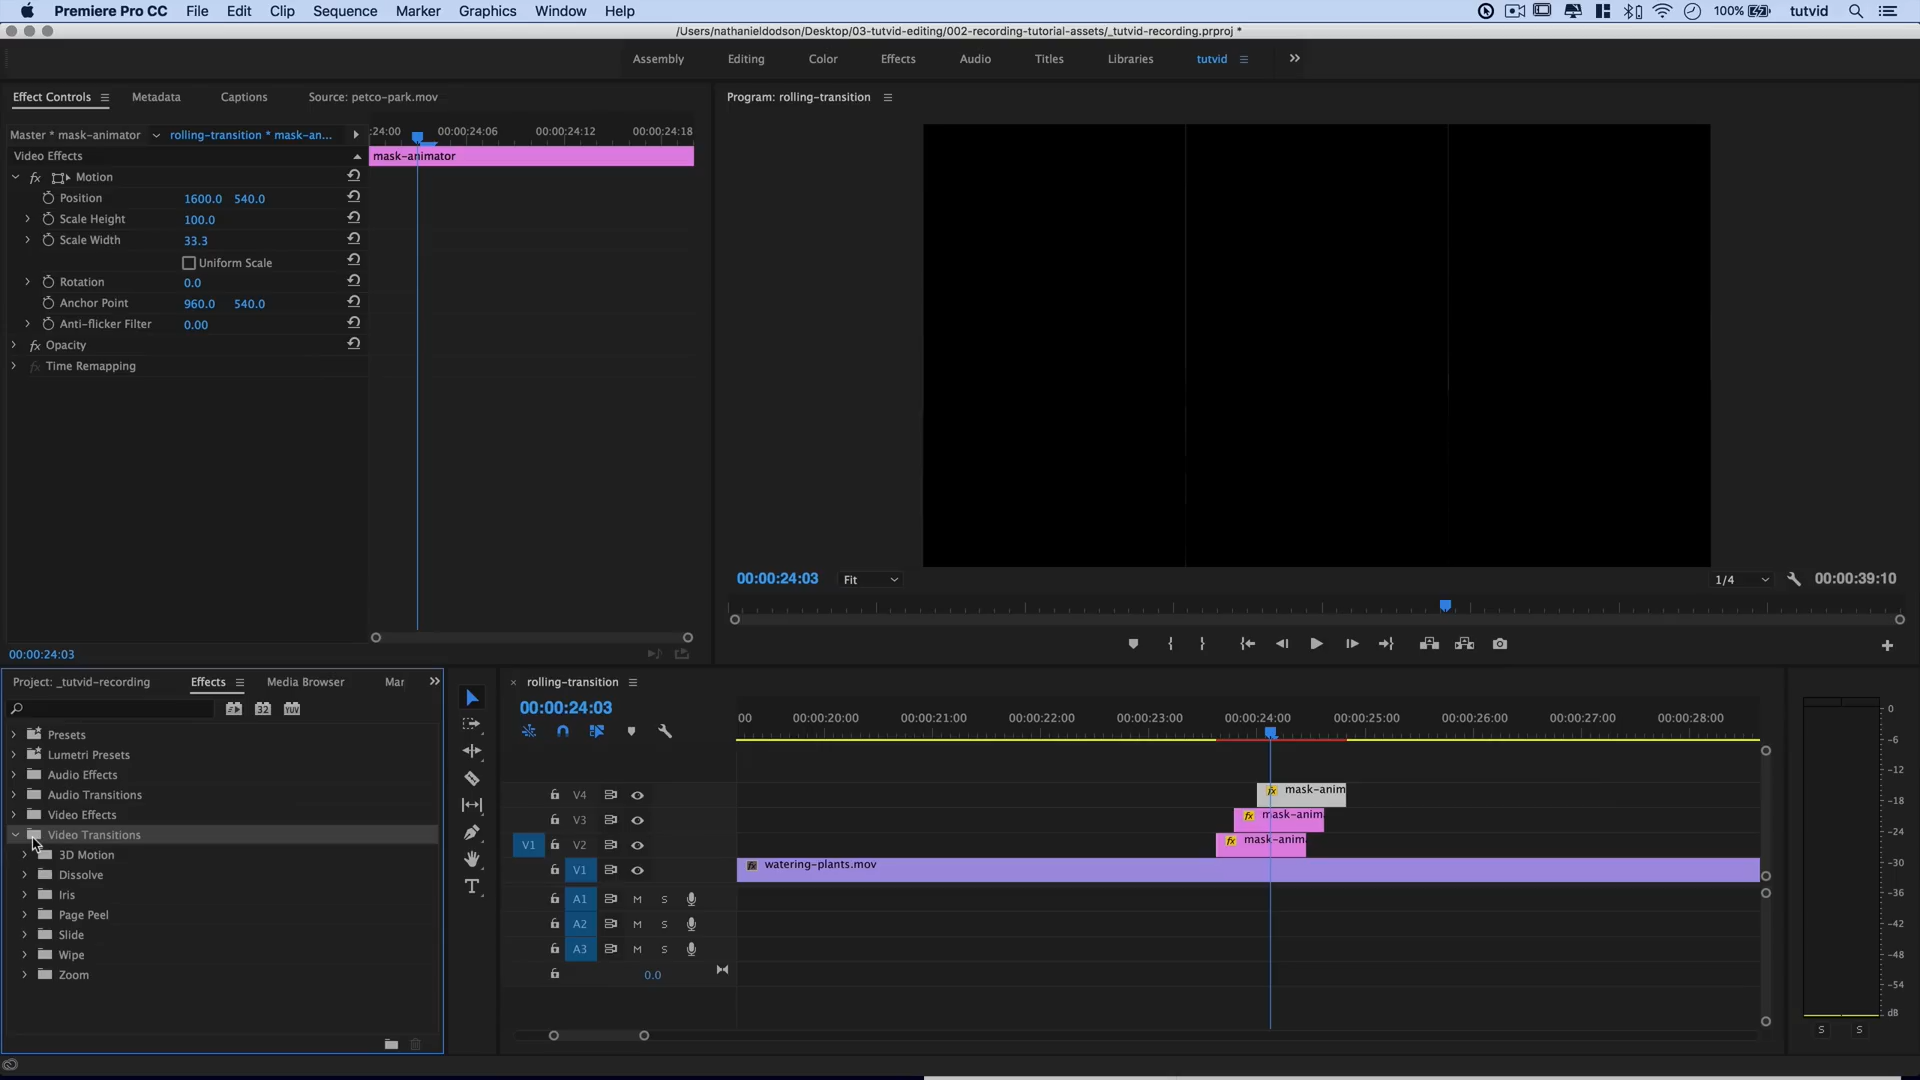 Premiere Pro CC File Edit Clip Sequence Marker Graphics Window Help 100% tutvid
/Users/nathanieldodson/Desktop/03-tutvid-editing/002-recording-tutorial-assets/_tutvid-recording.prproj *
Assembly Editing Color Effects Audio Titles Libraries tutvid
Effect Controls Metadata Captions Source: petco-park.mov
Program: rolling-transition
Master * mask-animator rolling-transition * mask-an...
:24:00 00:00:24:06 00:00:24:12 00:00:24:18
Video Effects
mask-animator
fx Motion
Position 1600.0 540.0
Scale Height 100.0
Scale Width 33.3
Uniform Scale
Rotation 0.0
Anchor Point 960.0 540.0
Anti-flicker Filter 0.00
fx Opacity
fx Time Remapping
00:00:24:03 Fit 1/4 00:00:39:10
00:00:24:03
Project: _tutvid-recording Effects Media Browser Mar
32 YUV
Presets
Lumetri Presets
Audio Effects
Audio Transitions
Video Effects
Video Transitions
3D Motion
Dissolve
Iris
Page Peel
Slide
Wipe
Zoom
× rolling-transition
00:00:24:03
00 00:00:20:00 00:00:21:00 00:00:22:00 00:00:23:00 00:00:24:00 00:00:25:00 00:00:26:00 00:00:27:00 00:00:28:00
V4 fx mask-anim
V3 fx mask-anim
V1 V2 fx mask-anim
V1 fx watering-plants.mov
A1 M S
A2 M S
A3 M S
0.0
T
0
-6
-12
-18
-24
-30
-36
-42
-48
-54
dB
S S